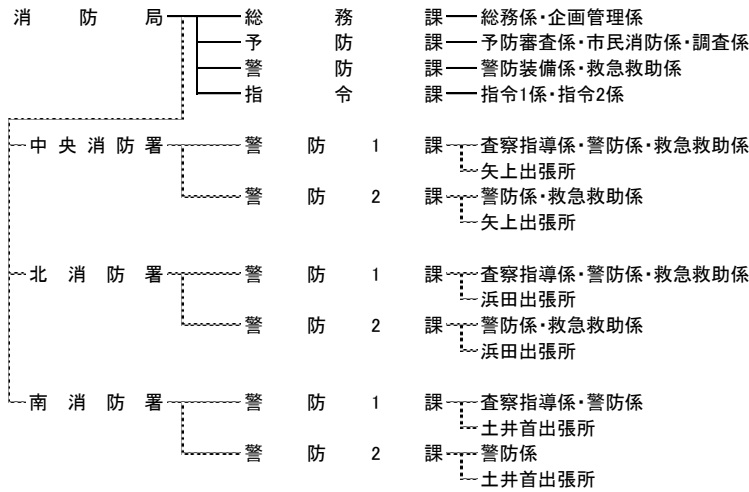 消防局 総務課 総務係・企画管理係
予防課 予防審査係・市民消防係・調査係
警防課 警防装備係・救急救助係
指令課 指令1係・指令2係
中央消防署 警防1課 査察指導係・警防係・救急救助係
矢上出張所
警防2課 警防係・救急救助係
矢上出張所
北消防署 警防1課 査察指導係・警防係・救急救助係
浜田出張所
警防2課 警防係・救急救助係
浜田出張所
南消防署 警防1課 査察指導係・警防係
土井首出張所
警防2課 警防係
土井首出張所